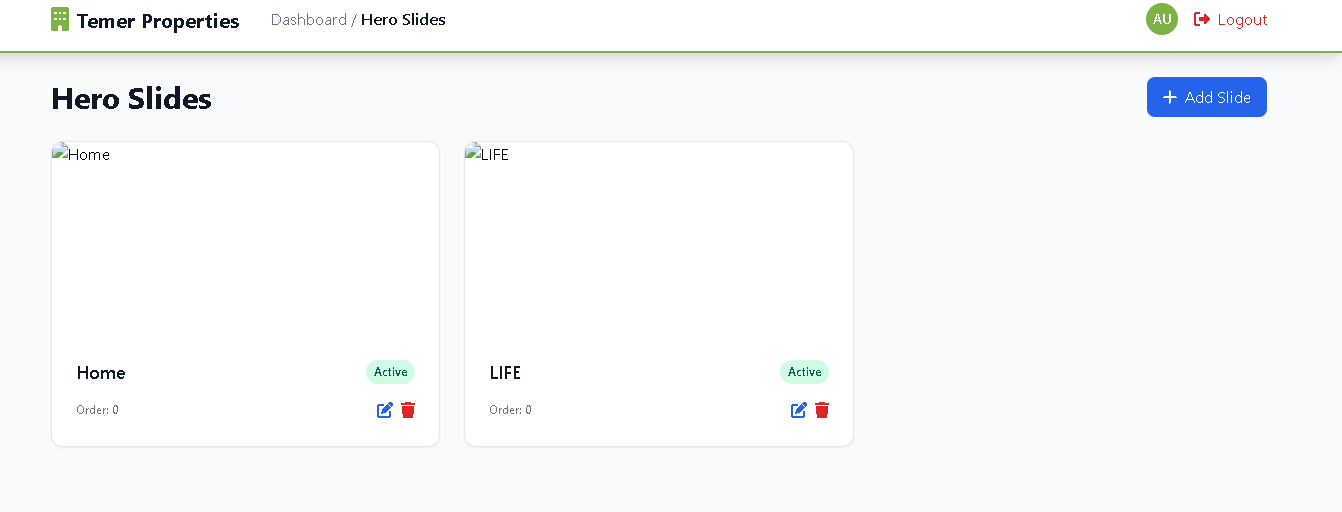 Temer Properties
Dashboard / Hero Slides
AU
Logout
Hero Slides
Add Slide
Home
Home
Active
Order: 0
LIFE
LIFE
Active
Order: 0